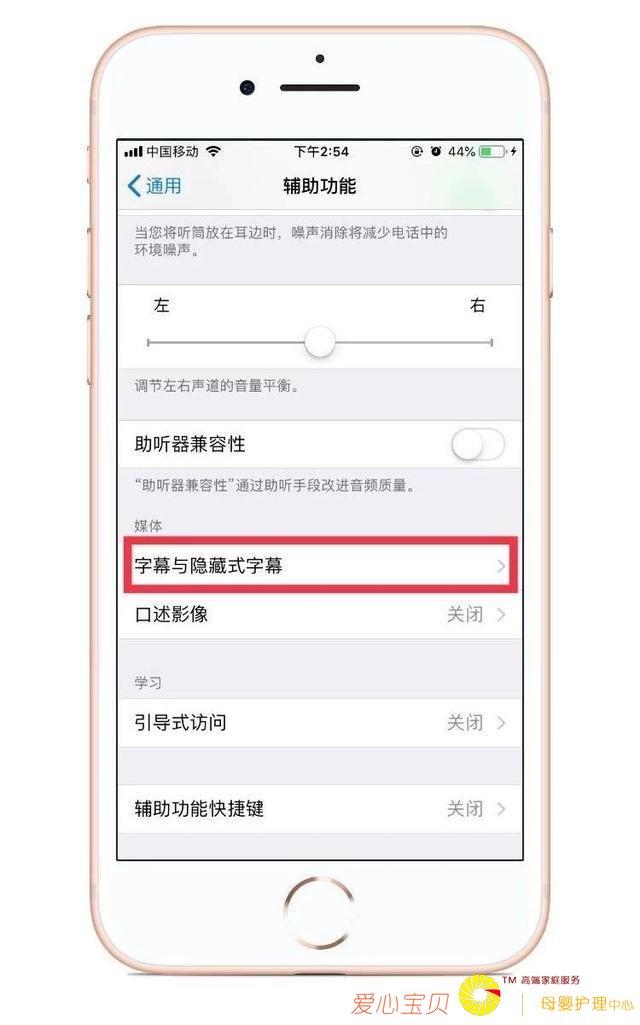 中国移动 下午2:54 44%
通用 辅助功能
当您将听筒放在耳边时，噪声消除将减少电话中的
环境噪声。
左 右
调节左右声道的音量平衡。
助听器兼容性
“助听器兼容性”通过助听手段改进音频质量。
媒体
字幕与隐藏式字幕
口述影像 关闭
学习
引导式访问 关闭
辅助功能快捷键 关闭
TM 高端家庭服务
爱心宝贝 母婴护理中心